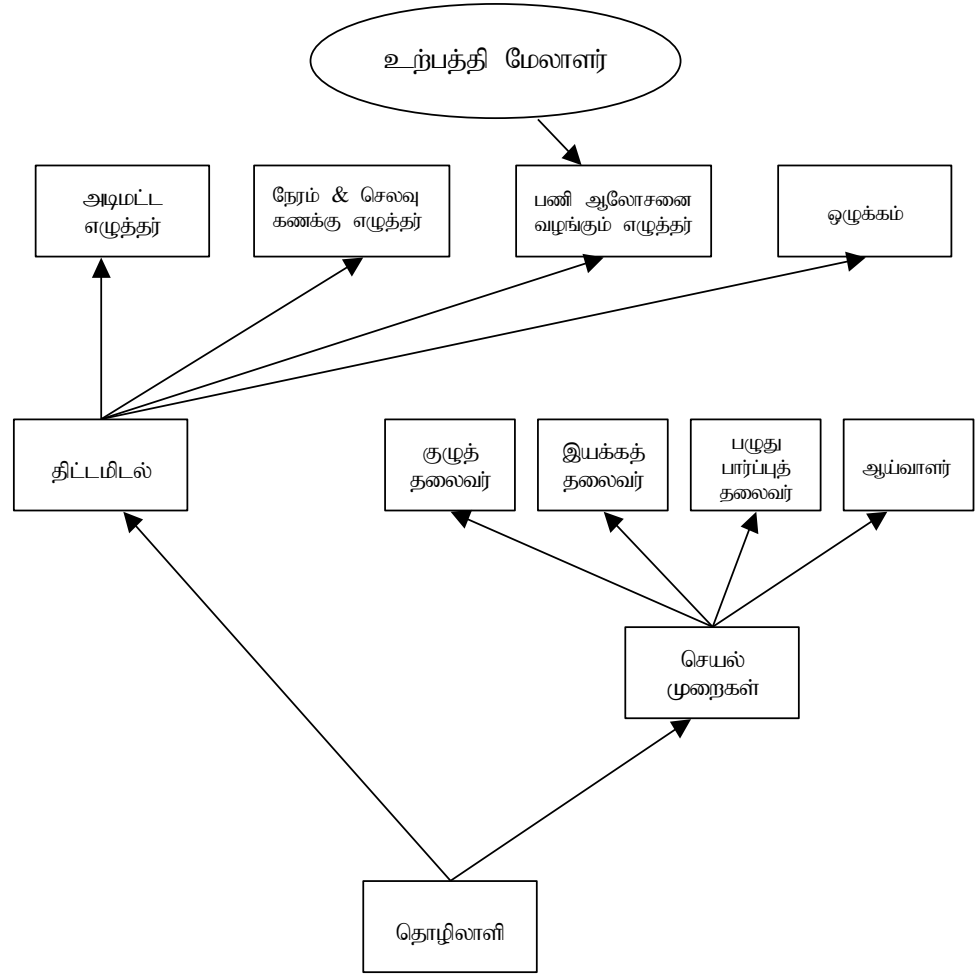 உற்பத்தி மேலாளர்
அடிமட்ட
எழுத்தர்
நேரம் & செலவு
கணக்கு எழுத்தர்
பணி ஆலோசனை
வழங்கும் எழுத்தர்
ஒழுக்கம்
திட்டமிடல்
குழுத்
தலைவர்
இயக்கத்
தலைவர்
பழுது
பார்ப்புத்
தலைவர்
ஆய்வாளர்
செயல்
முறைகள்
தொழிலாளி